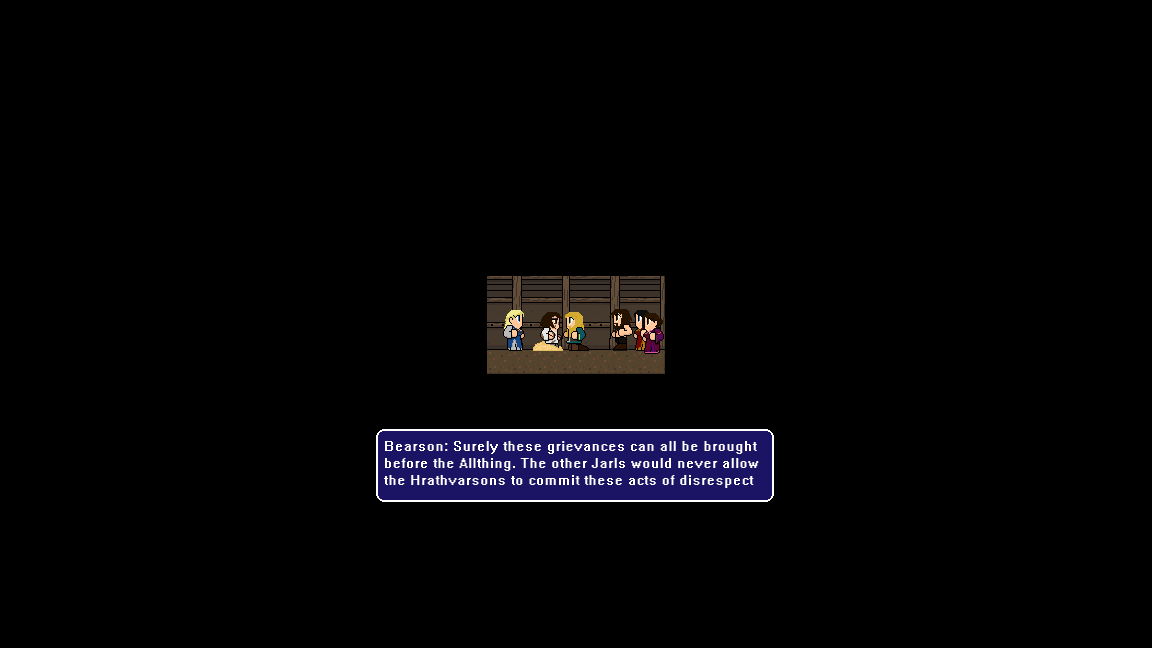 Bearson: Surely these grievances can all be brought
before the Allthing. The other Jarls would never allow
the Hrathvarsons to commit these acts of disrespect